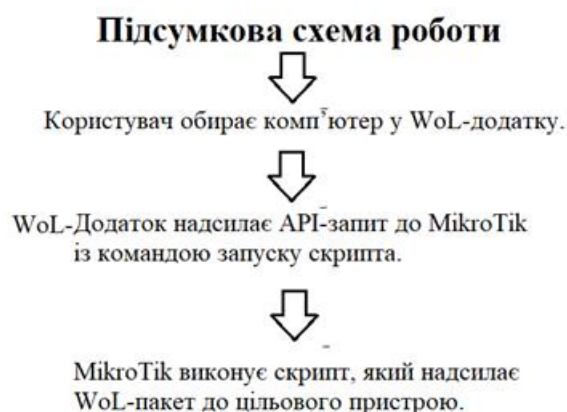 Підсумкова схема роботи
Користувач обирає комп'ютер у WoL-додатку.
WoL-Додаток надсилає API-запит до MikroTik
із командою запуску скрипта.
MikroTik виконує скрипт, який надсилає
WoL-пакет до цільового пристрою.